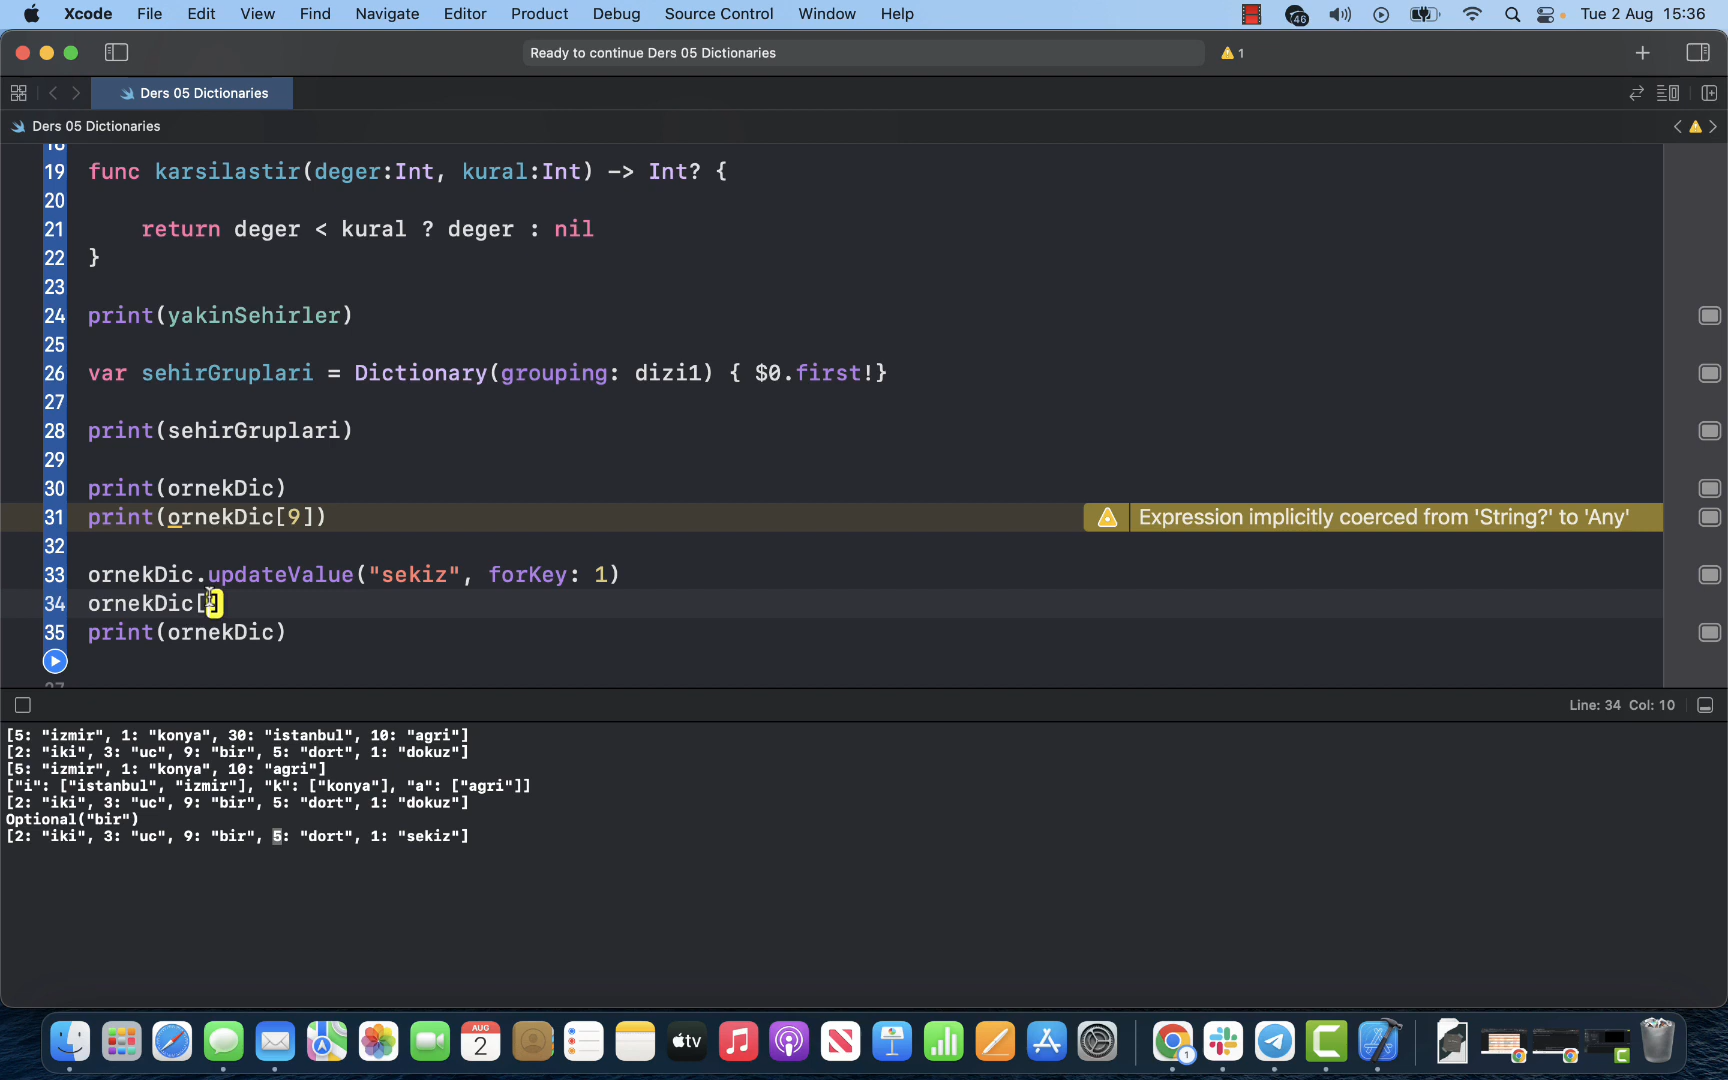 Xcode File Edit View Find Navigate Editor Product Debug Source Control Window Help 46 Tue 2 Aug 15:36
Ready to continue Ders 05 Dictionaries 1
Ders 05 Dictionaries
Ders 05 Dictionaries
18
19 func karsilastir(deger:Int, kural:Int) -> Int? {
20
21 return deger < kural ? deger : nil
22 }
23
24 print(yakinSehirler)
25
26 var sehirGruplari = Dictionary(grouping: dizi1) { $0.first!}
27
28 print(sehirGruplari)
29
30 print(ornekDic)
31 print(ornekDic[9]) Expression implicitly coerced from 'String?' to 'Any'
32
33 ornekDic.updateValue("sekiz", forKey: 1)
34 ornekDic[]
35 print(ornekDic)
37
Line: 34 Col: 10
[5: "izmir", 1: "konya", 30: "istanbul", 10: "agri"]
[2: "iki", 3: "uc", 9: "bir", 5: "dort", 1: "dokuz"]
[5: "izmir", 1: "konya", 10: "agri"]
["i": ["istanbul", "izmir"], "k": ["konya"], "a": ["agri"]]
[2: "iki", 3: "uc", 9: "bir", 5: "dort", 1: "dokuz"]
Optional("bir")
[2: "iki", 3: "uc", 9: "bir", 5: "dort", 1: "sekiz"]
AUG
2
tv
1